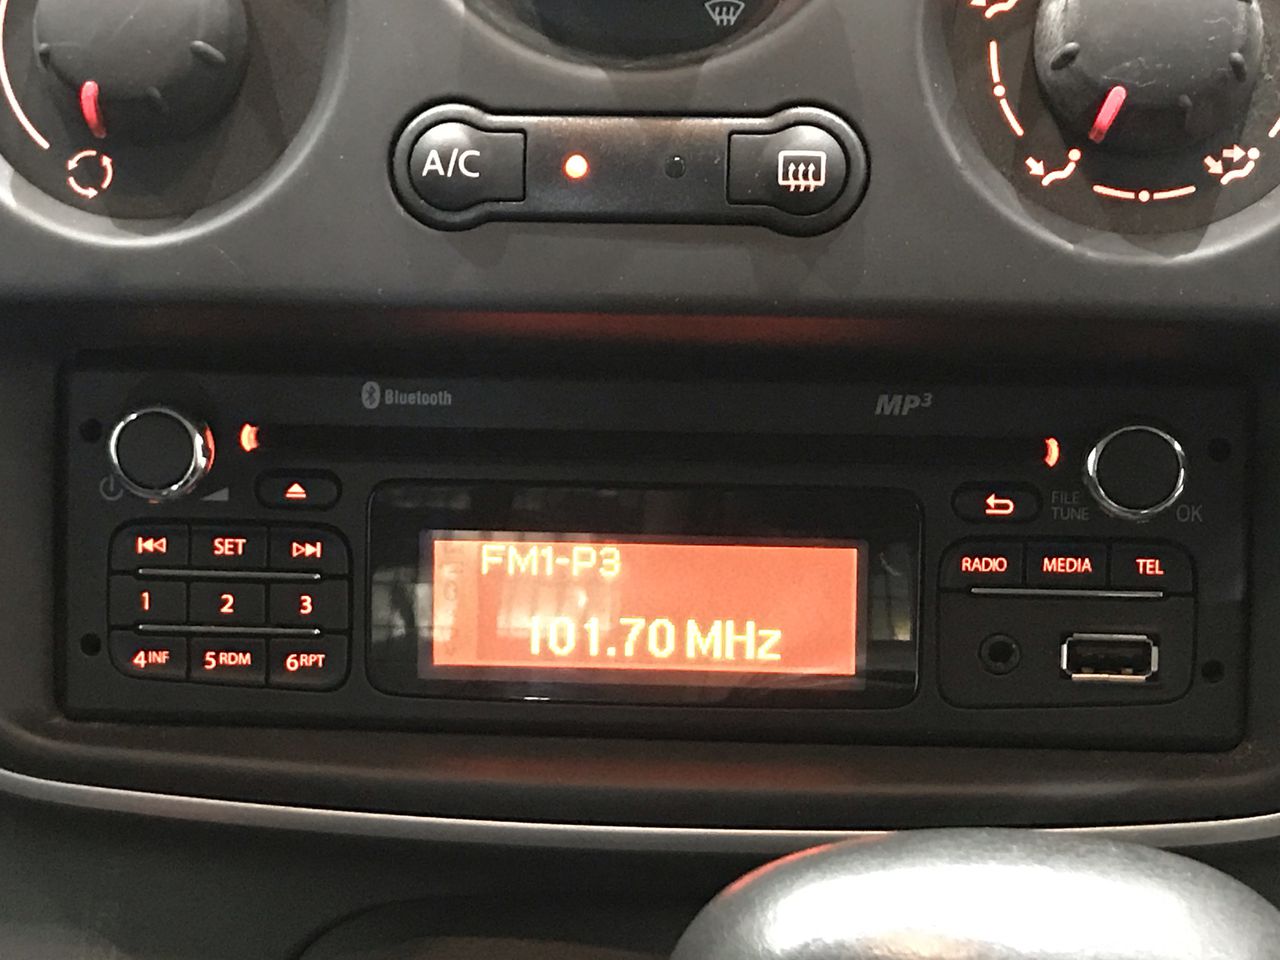 A/C
Bluetooth
MP3
SET
1 2 3
4INF 5RDM 6RPT
FM1-P3
101.70 MHz
FILE
TUNE
OK
RADIO MEDIA TEL